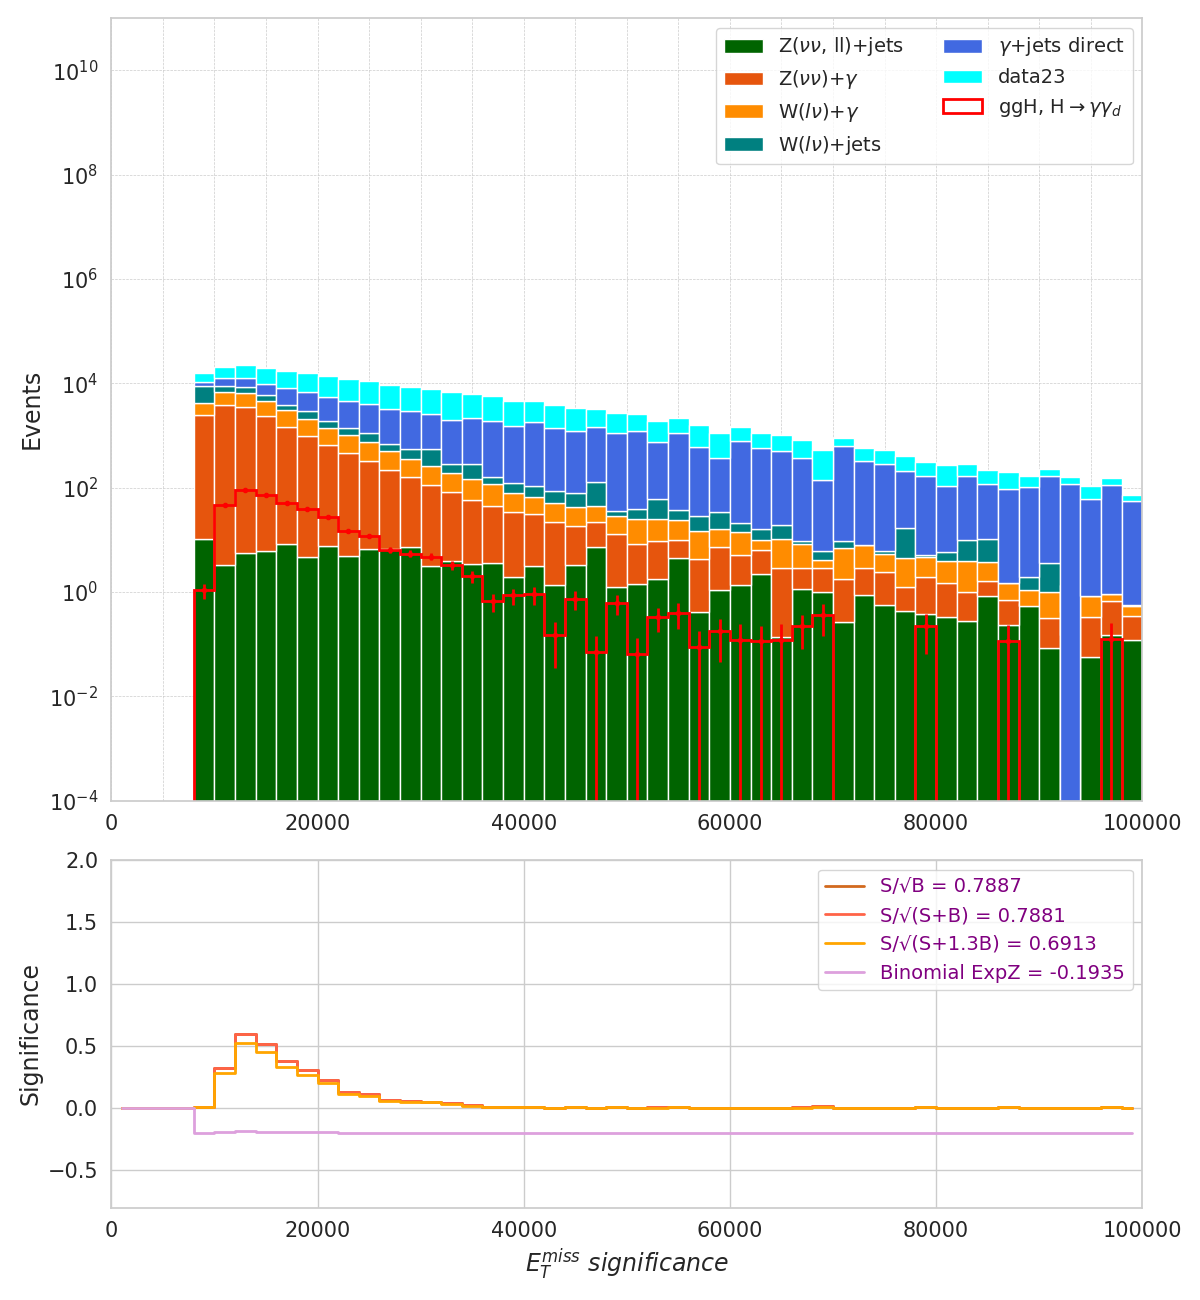 Z(νν, ll)+jets
Z(νν)+γ
W(lν)+γ
W(lν)+jets
γ+jets direct
data23
ggH, H→γγ_d
Events
10^10
10^8
10^6
10^4
10^2
10^0
10^−2
10^−4
0 20000 40000 60000 80000 100000
S/√B = 0.7887
S/√(S+B) = 0.7881
S/√(S+1.3B) = 0.6913
Binomial ExpZ = -0.1935
Significance
2.0
1.5
1.0
0.5
0.0
−0.5
0 20000 40000 60000 80000 100000
E_T^miss significance